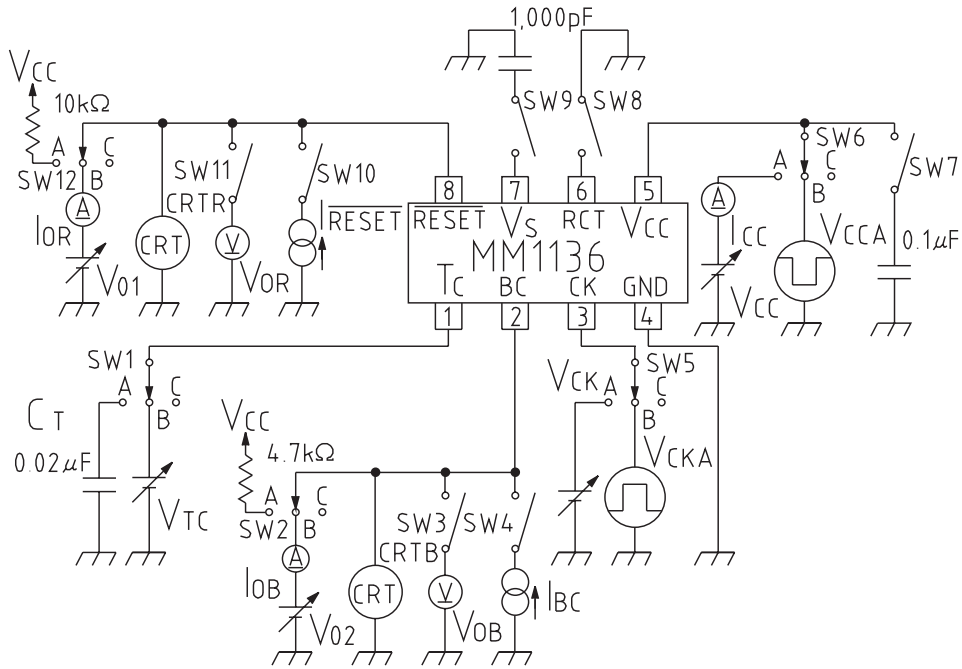 1,000pF
VCC
10kΩ
A
C
B
SW12
IOR
VO1
CRT
SW11
CRTR
V
VOR
SW10
IRESET
SW9
SW8
8
7
6
5
RESET
VS
RCT
VCC
MM1136
TC
BC
CK
GND
1
2
3
4
SW6
A
C
B
SW7
A
ICC
VCC
VCCA
0.1μF
SW1
A
C
B
CT
0.02μF
VTC
VCC
4.7kΩ
A
C
B
SW2
A
IOB
VO2
CRT
SW3
CRTB
V
VOB
SW4
IBC
SW5
VCK
A
C
B
VCKA
A